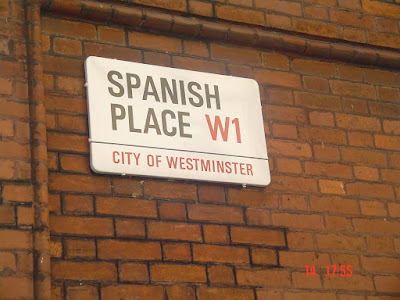 SPANISH
PLACE W1
CITY OF WESTMINSTER